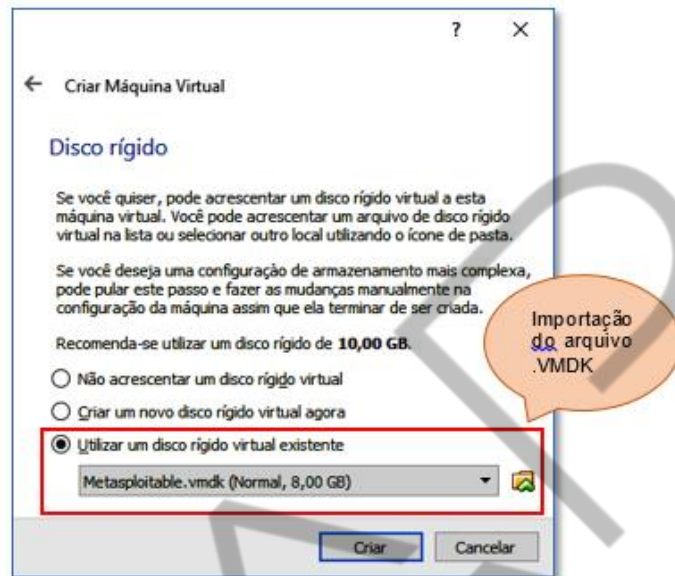 ? ×
← Criar Máquina Virtual
Disco rígido
Se você quiser, pode acrescentar um disco rígido virtual a esta
máquina virtual. Você pode acrescentar um arquivo de disco rígido
virtual na lista ou selecionar outro local utilizando o ícone de pasta.
Se você deseja uma configuração de armazenamento mais complexa,
pode pular este passo e fazer as mudanças manualmente na
configuração da máquina assim que ela terminar de ser criada.
Recomenda-se utilizar um disco rígido de 10,00 GB.
Não acrescentar um disco rígido virtual
Criar um novo disco rígido virtual agora
Utilizar um disco rígido virtual existente
Metasploitable.vmdk (Normal, 8,00 GB)
Criar Cancelar
Importação
do arquivo
.VMDK